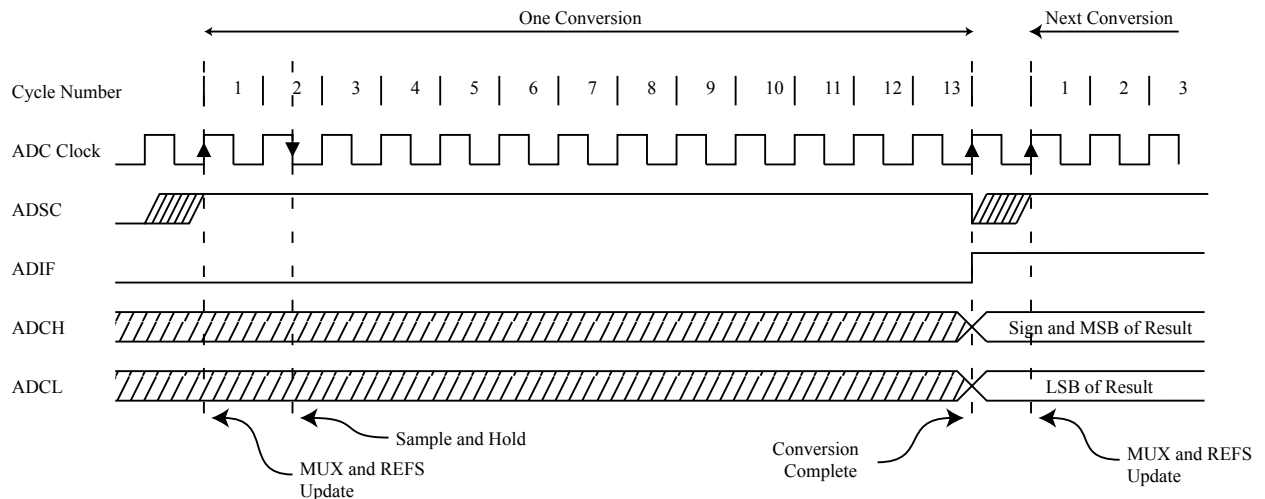 One Conversion
Next Conversion
Cycle Number
1 2 3 4 5 6 7 8 9 10 11 12 13 1 2 3
ADC Clock
ADSC
ADIF
ADCH
Sign and MSB of Result
ADCL
LSB of Result
Sample and Hold
MUX and REFS
Update
Conversion
Complete
MUX and REFS
Update